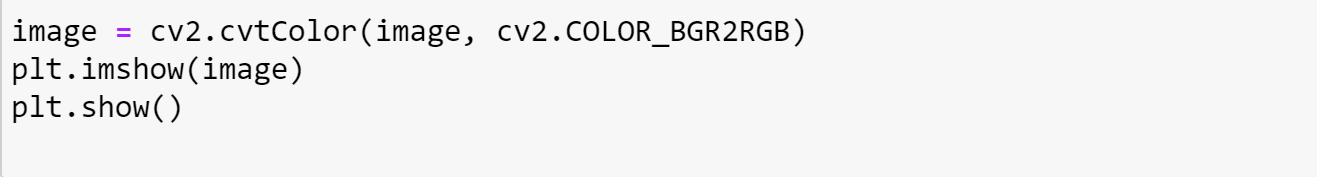 image = cv2.cvtColor(image, cv2.COLOR_BGR2RGB)
plt.imshow(image)
plt.show()